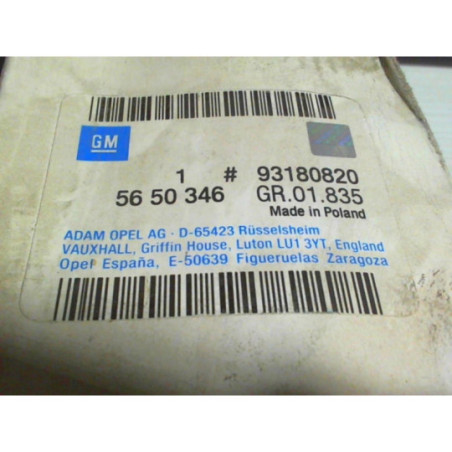 GM
1 # 93180820
56 50 346 GR.01.835
Made in Poland
ADAM OPEL AG · D-65423 Rüsselsheim
VAUXHALL, Griffin House, Luton LU1 3YT, England
Opel España, E-50639 Figueruelas Zaragoza